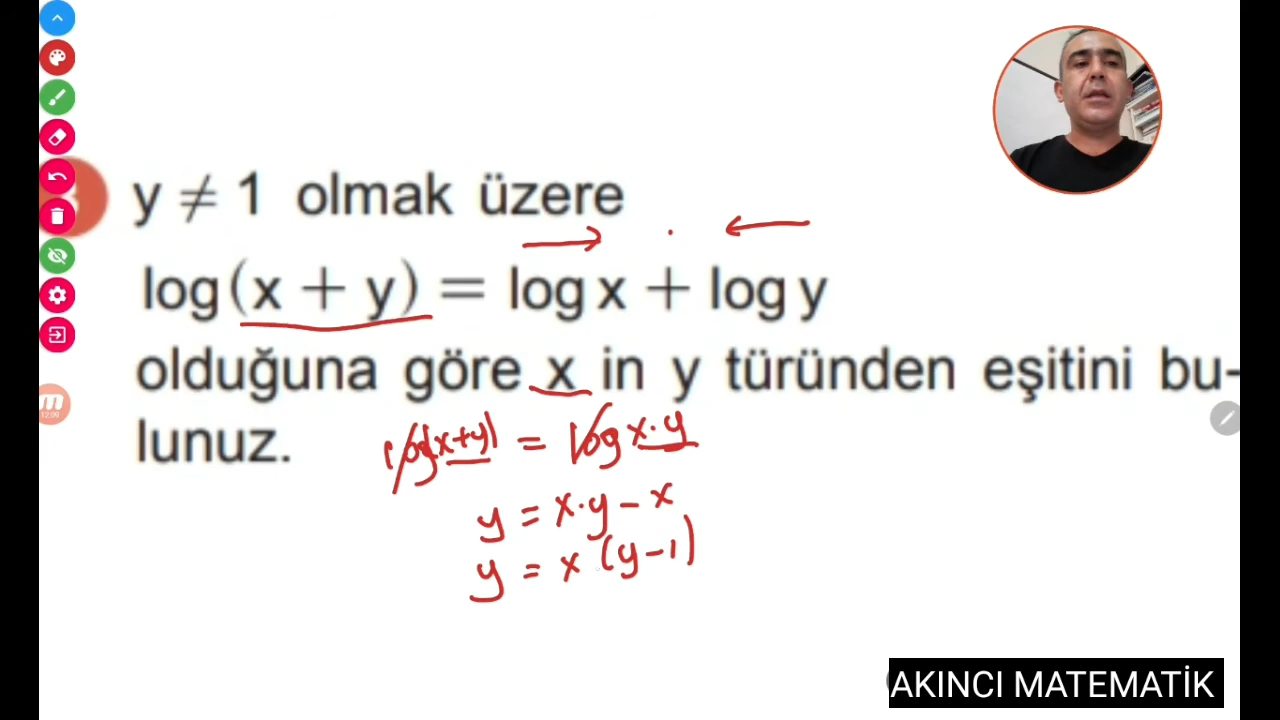 y ≠ 1 olmak üzere
log(x + y) = log x + log y
olduğuna göre x in y türünden eşitini bu-
lunuz.
log(x+y) = log x·y
y = x·y - x
y = x (y-1)
AKINCI MATEMATİK